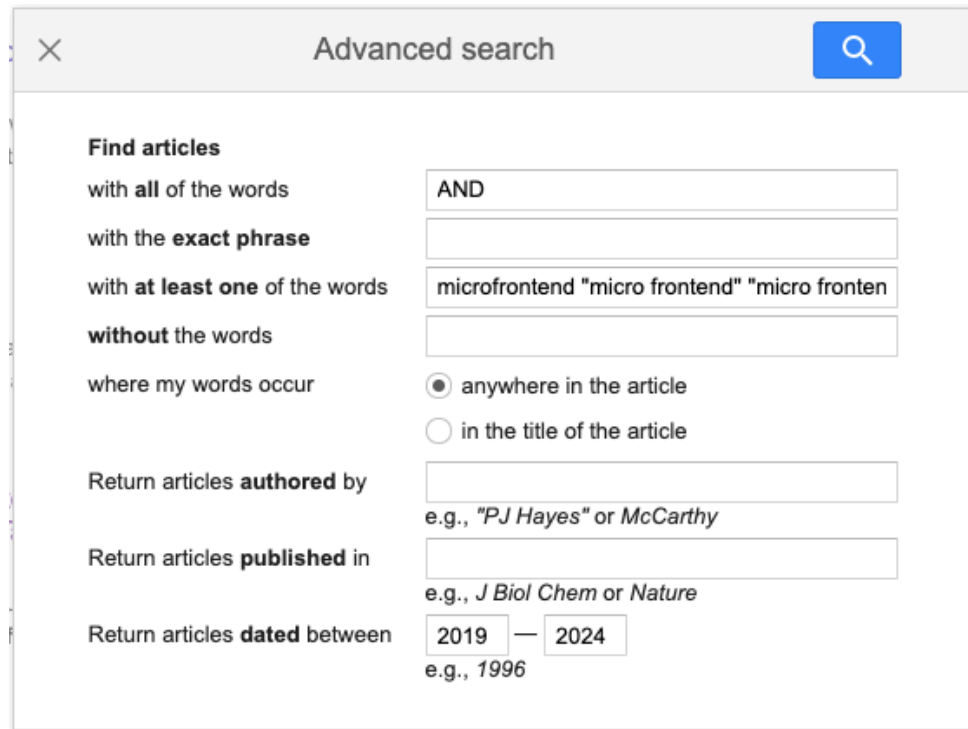 Advanced search
Find articles
with all of the words AND
with the exact phrase
with at least one of the words microfrontend "micro frontend" "micro fronten
without the words
where my words occur anywhere in the article
in the title of the article
Return articles authored by
e.g., "PJ Hayes" or McCarthy
Return articles published in
e.g., J Biol Chem or Nature
Return articles dated between 2019 — 2024
e.g., 1996